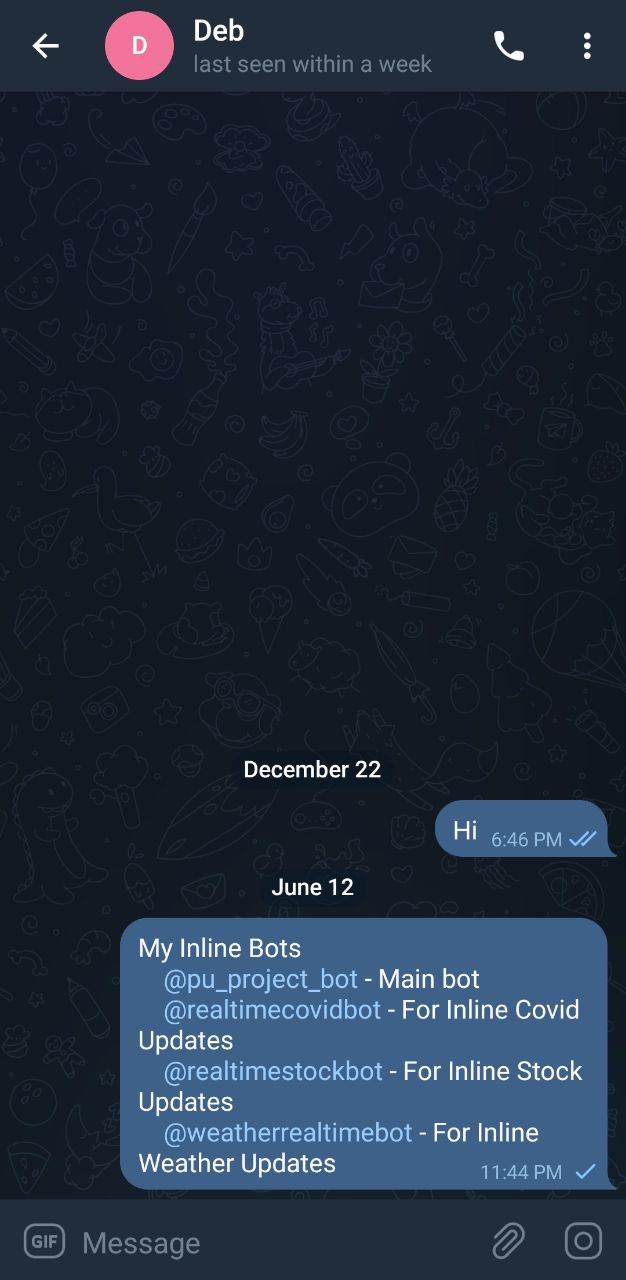 D
Deb
last seen within a week
December 22
Hi 6:46 PM
June 12
My Inline Bots
@pu_project_bot - Main bot
@realtimecovidbot - For Inline Covid
Updates
@realtimestockbot - For Inline Stock
Updates
@weatherrealtimebot - For Inline
Weather Updates 11:44 PM
GIF Message